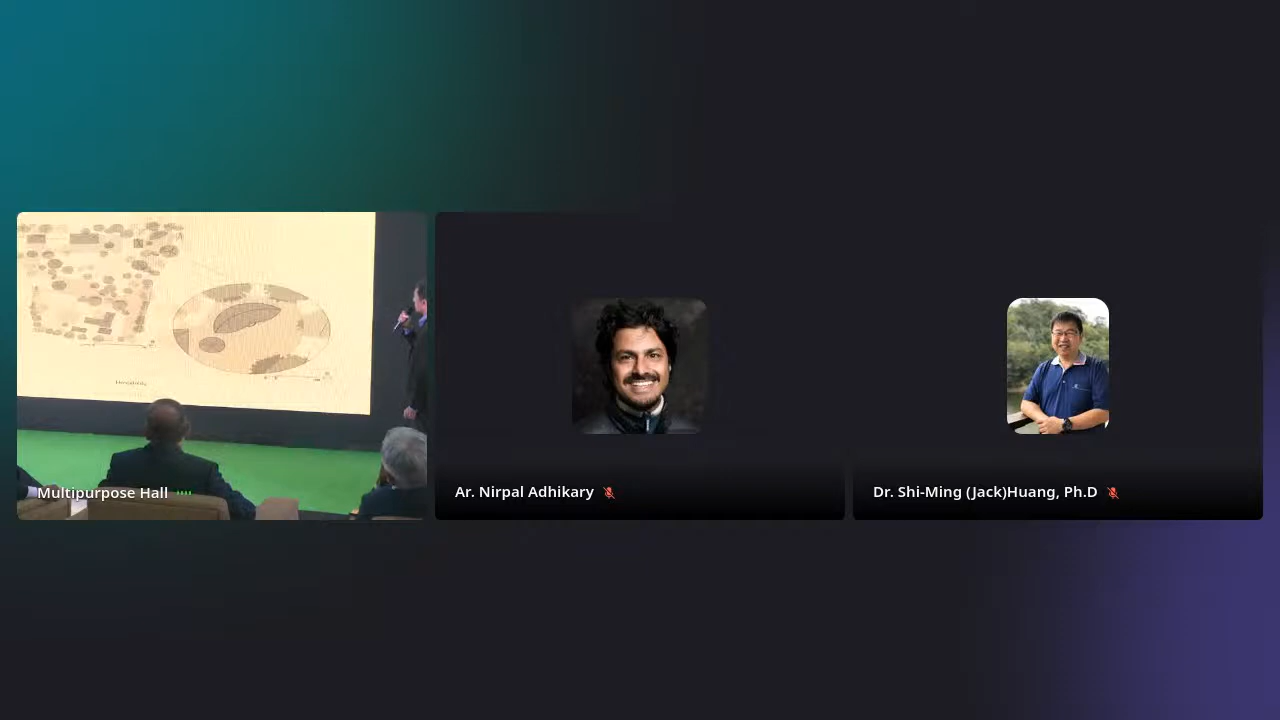 Multipurpose Hall
Ar. Nirpal Adhikary
Dr. Shi-Ming (Jack)Huang, Ph.D